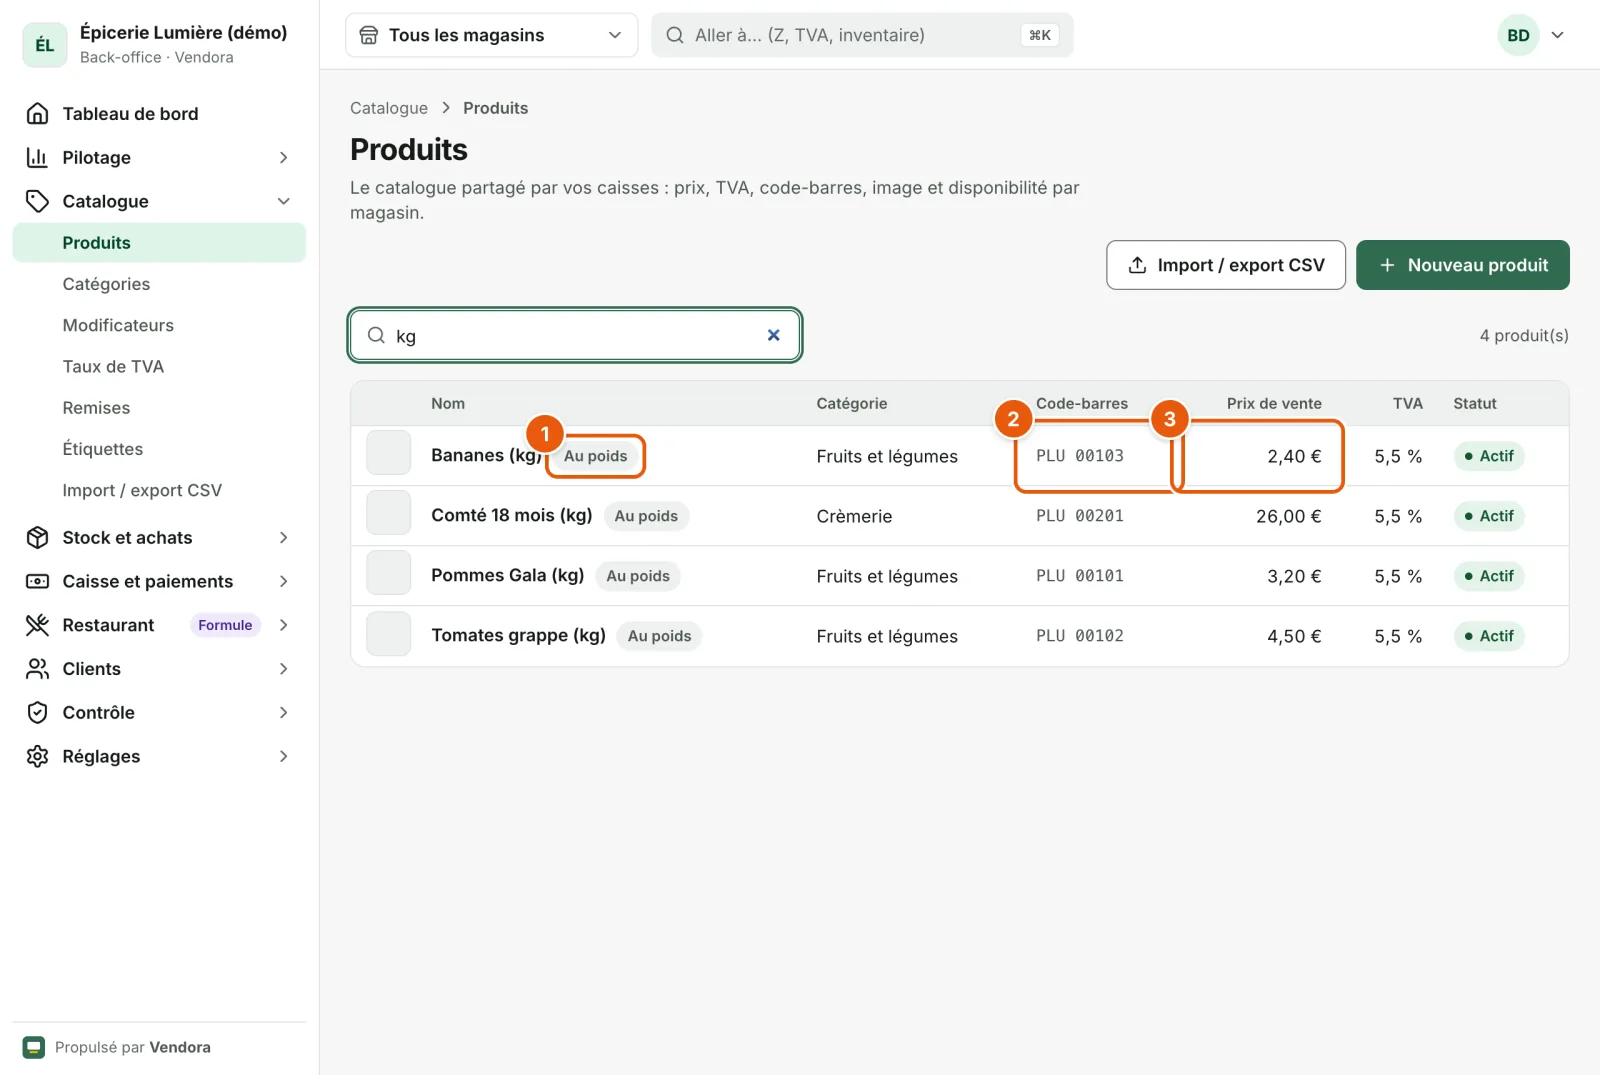 ÉL
Épicerie Lumière (démo)
Back-office · Vendora
Tous les magasins
Aller à... (Z, TVA, inventaire)
⌘K
BD
Tableau de bord
Pilotage
Catalogue
Produits
Catégories
Modificateurs
Taux de TVA
Remises
Étiquettes
Import / export CSV
Stock et achats
Caisse et paiements
Restaurant Formule
Clients
Contrôle
Réglages
Propulsé par Vendora
Catalogue > Produits
Produits
Le catalogue partagé par vos caisses : prix, TVA, code-barres, image et disponibilité par
magasin.
Import / export CSV
+ Nouveau produit
kg
4 produit(s)
Nom Catégorie Code-barres Prix de vente TVA Statut
1 2 3
Bananes (kg) Au poids Fruits et légumes PLU 00103 2,40 € 5,5 % Actif
Comté 18 mois (kg) Au poids Crèmerie PLU 00201 26,00 € 5,5 % Actif
Pommes Gala (kg) Au poids Fruits et légumes PLU 00101 3,20 € 5,5 % Actif
Tomates grappe (kg) Au poids Fruits et légumes PLU 00102 4,50 € 5,5 % Actif